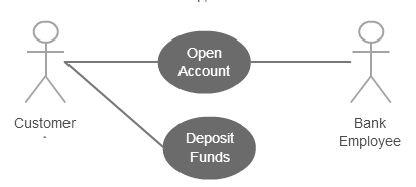 Open
Account
Customer
Bank
Employee
Deposit
Funds